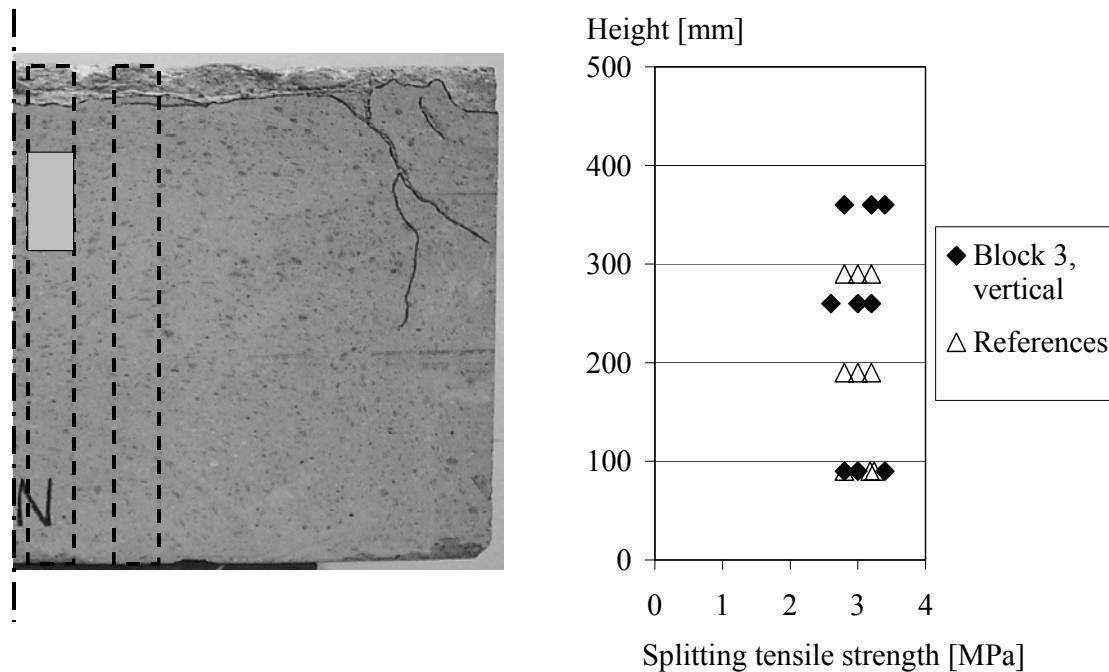 Height [mm]
500
400
300
200
100
0
0 1 2 3 4
Splitting tensile strength [MPa]
Block 3,
vertical
References
N